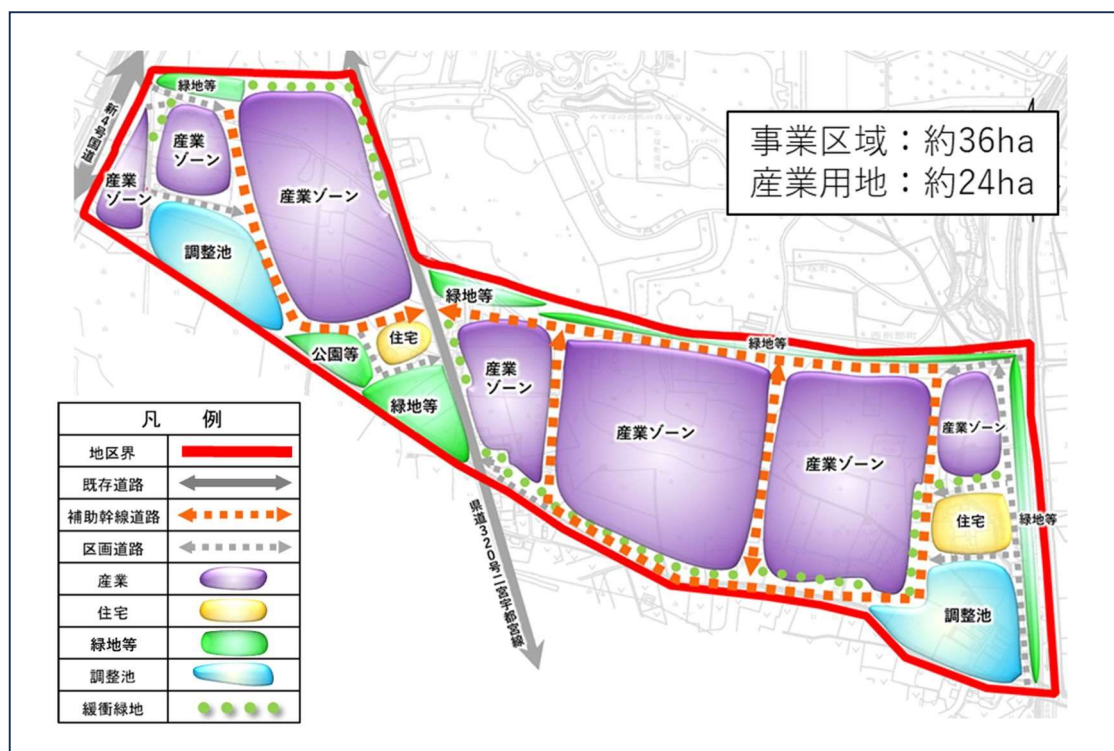 緑地等
新4号国道
産業
ゾーン
産業
ゾーン
産業ゾーン
調整池
事業区域：約36ha
産業用地：約24ha
緑地等
住宅
公園等
緑地等
緑地等
産業
ゾーン
産業ゾーン
産業ゾーン
産業ゾーン
住宅
緑地等
調整池
県道320号二宮宇都宮線
凡 例
地区界
既存道路
補助幹線道路
区画道路
産業
住宅
緑地等
調整池
緩衝緑地